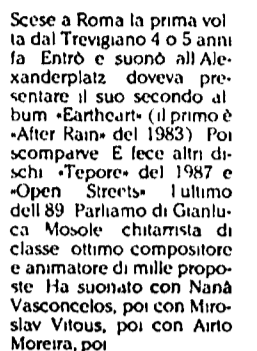 Scese a Roma la prima vol
ta dal Trevigiano 4 o 5 anni
fa Entrò e suonò all Ale-
xanderplatz doveva pre-
sentare il suo secondo al
bum «Eartheart» (il primo è
«After Rain» del 1983) Poi
scomparve E fece altri di-
schi «Tepore» del 1987 e
«Open Streets» l ultimo
dell 89 Parliamo di Gianlu-
ca Mosole chitarrista di
classe ottimo compositore
e animatore di mille propo-
ste Ha suonato con Nanà
Vasconcelos, poi con Miro-
slav Vitous, poi con Airto
Moreira, poi